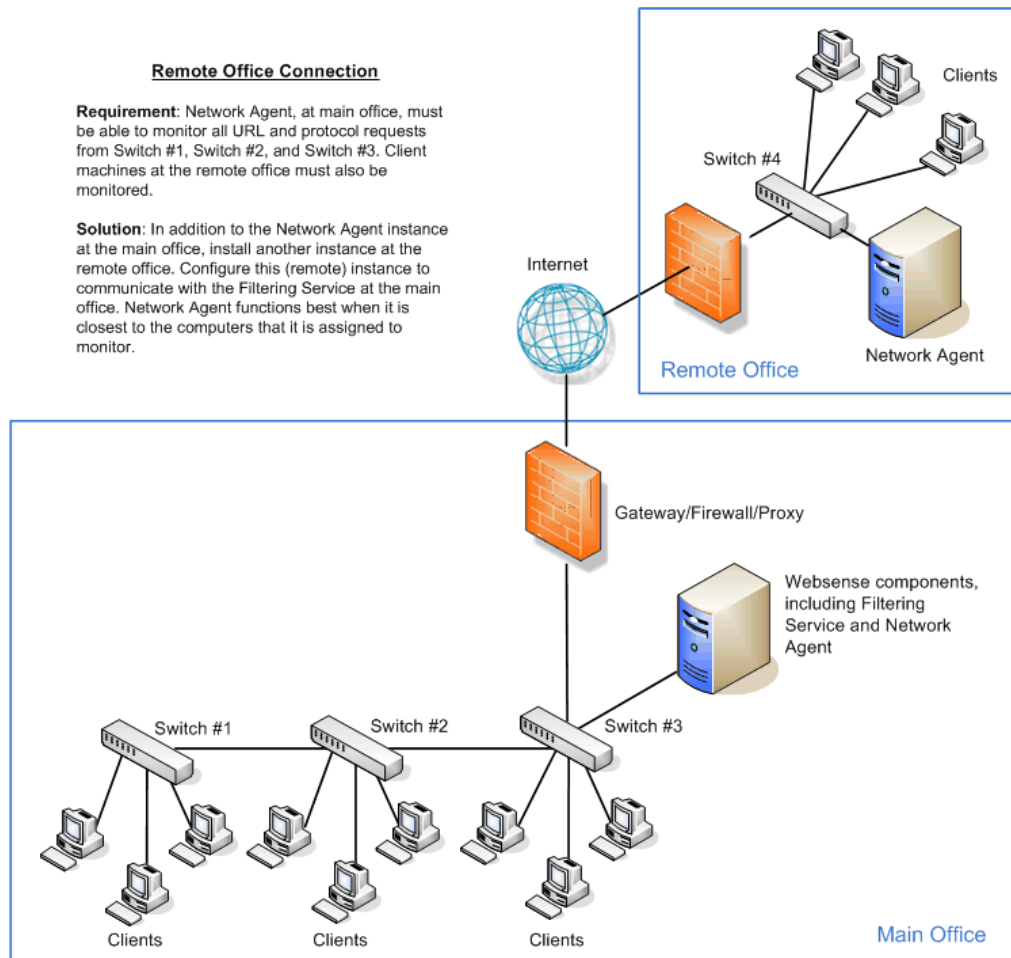 Remote Office Connection
Requirement: Network Agent, at main office, must
be able to monitor all URL and protocol requests
from Switch #1, Switch #2, and Switch #3. Client
machines at the remote office must also be
monitored.
Solution: In addition to the Network Agent instance
at the main office, install another instance at the
remote office. Configure this (remote) instance to
communicate with the Filtering Service at the main
office. Network Agent functions best when it is
closest to the computers that it is assigned to
monitor.
Clients
Switch #4
Internet
Network Agent
Remote Office
Gateway/Firewall/Proxy
Websense components,
including Filtering
Service and Network
Agent
Switch #1
Switch #2
Switch #3
Clients
Clients
Clients
Main Office